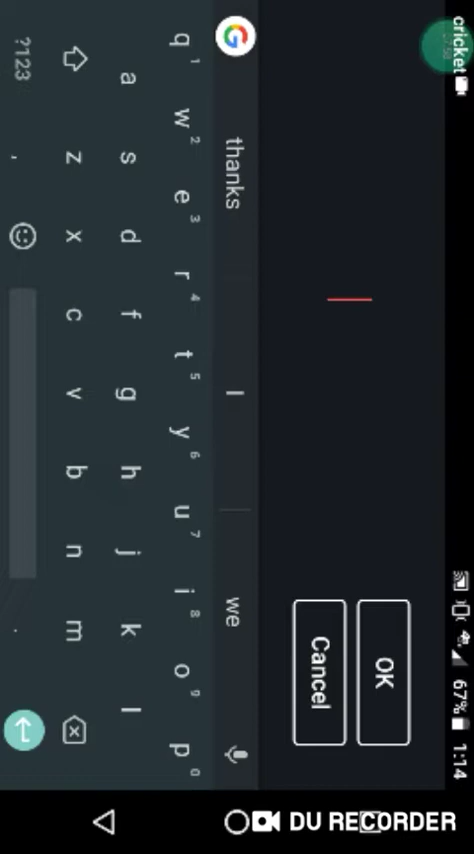 cricket 67% 1:14
OK
Cancel
G thanks I we
q 1 w 2 e 3 r 4 t 5 y 6 u 7 i 8 o 9 p 0
a s d f g h j k l
z x c v b n m
?123 , .
DU RECORDER